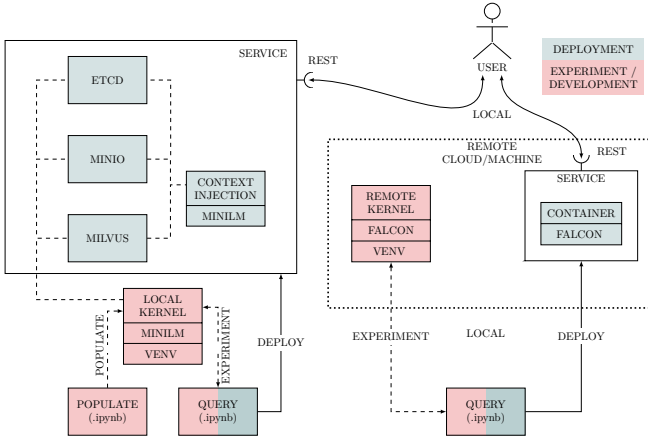 SERVICE
REST
USER
DEPLOYMENT
EXPERIMENT /
DEVELOPMENT
ETCD
MINIO
MILVUS
CONTEXT
INJECTION
MINILM
LOCAL
REMOTE
CLOUD/MACHINE
REST
SERVICE
CONTAINER
FALCON
REMOTE
KERNEL
FALCON
VENV
LOCAL
KERNEL
MINILM
VENV
POPULATE
EXPERIMENT
DEPLOY
EXPERIMENT
LOCAL
DEPLOY
POPULATE
(.ipynb)
QUERY
(.ipynb)
QUERY
(.ipynb)